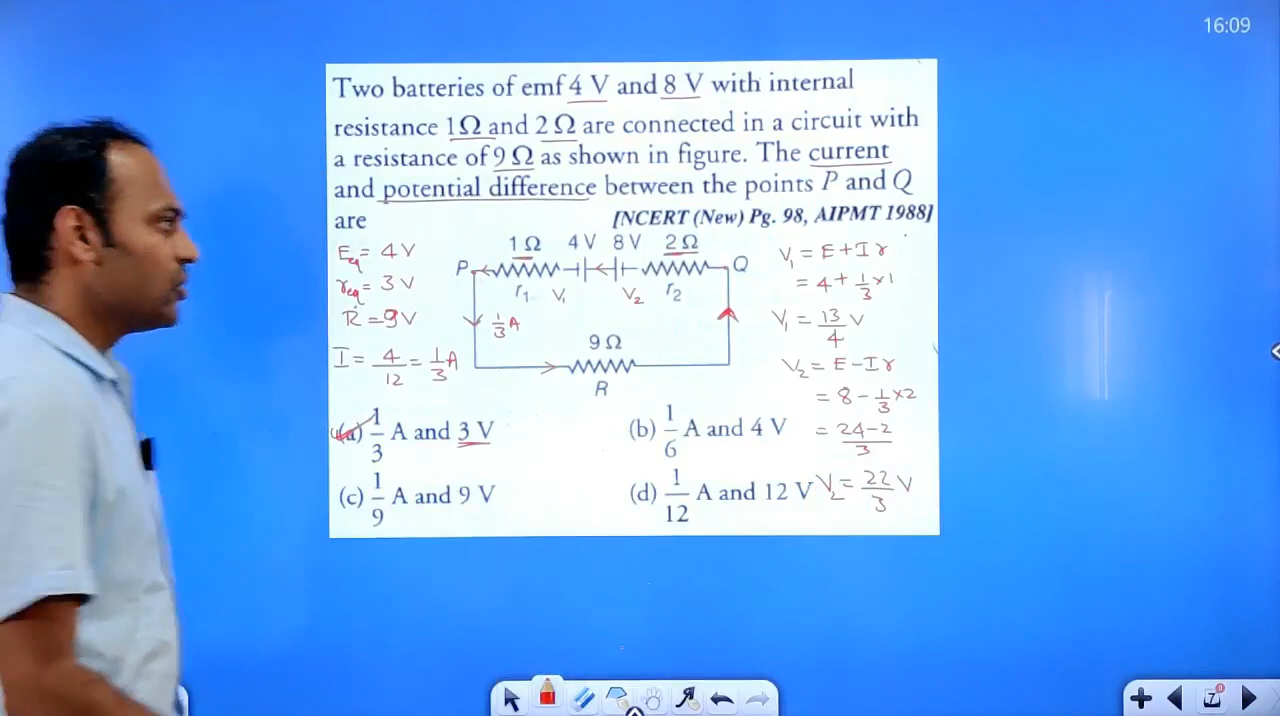 16:09
Two batteries of emf 4 V and 8 V with internal
resistance 1Ω and 2 Ω are connected in a circuit with
a resistance of 9 Ω as shown in figure. The current
and potential difference between the points P and Q
are
[NCERT (New) Pg. 98, AIPMT 1988]
1Ω 4V 8V 2Ω
P Q
r1 V1 V2 r2
1/3 A
9Ω
R
Eeq = 4V
req = 3 V
R = 9V
I = 4/12 = 1/3 A
V1 = E + I r
= 4 + 1/3 × 1
V1 = 13/4 V
V2 = E - I r
= 8 - 1/3 × 2
= 24-2/3
V2 = 22/3 V
(a) 1/3 A and 3 V
(b) 1/6 A and 4 V
(c) 1/9 A and 9 V
(d) 1/12 A and 12 V
7